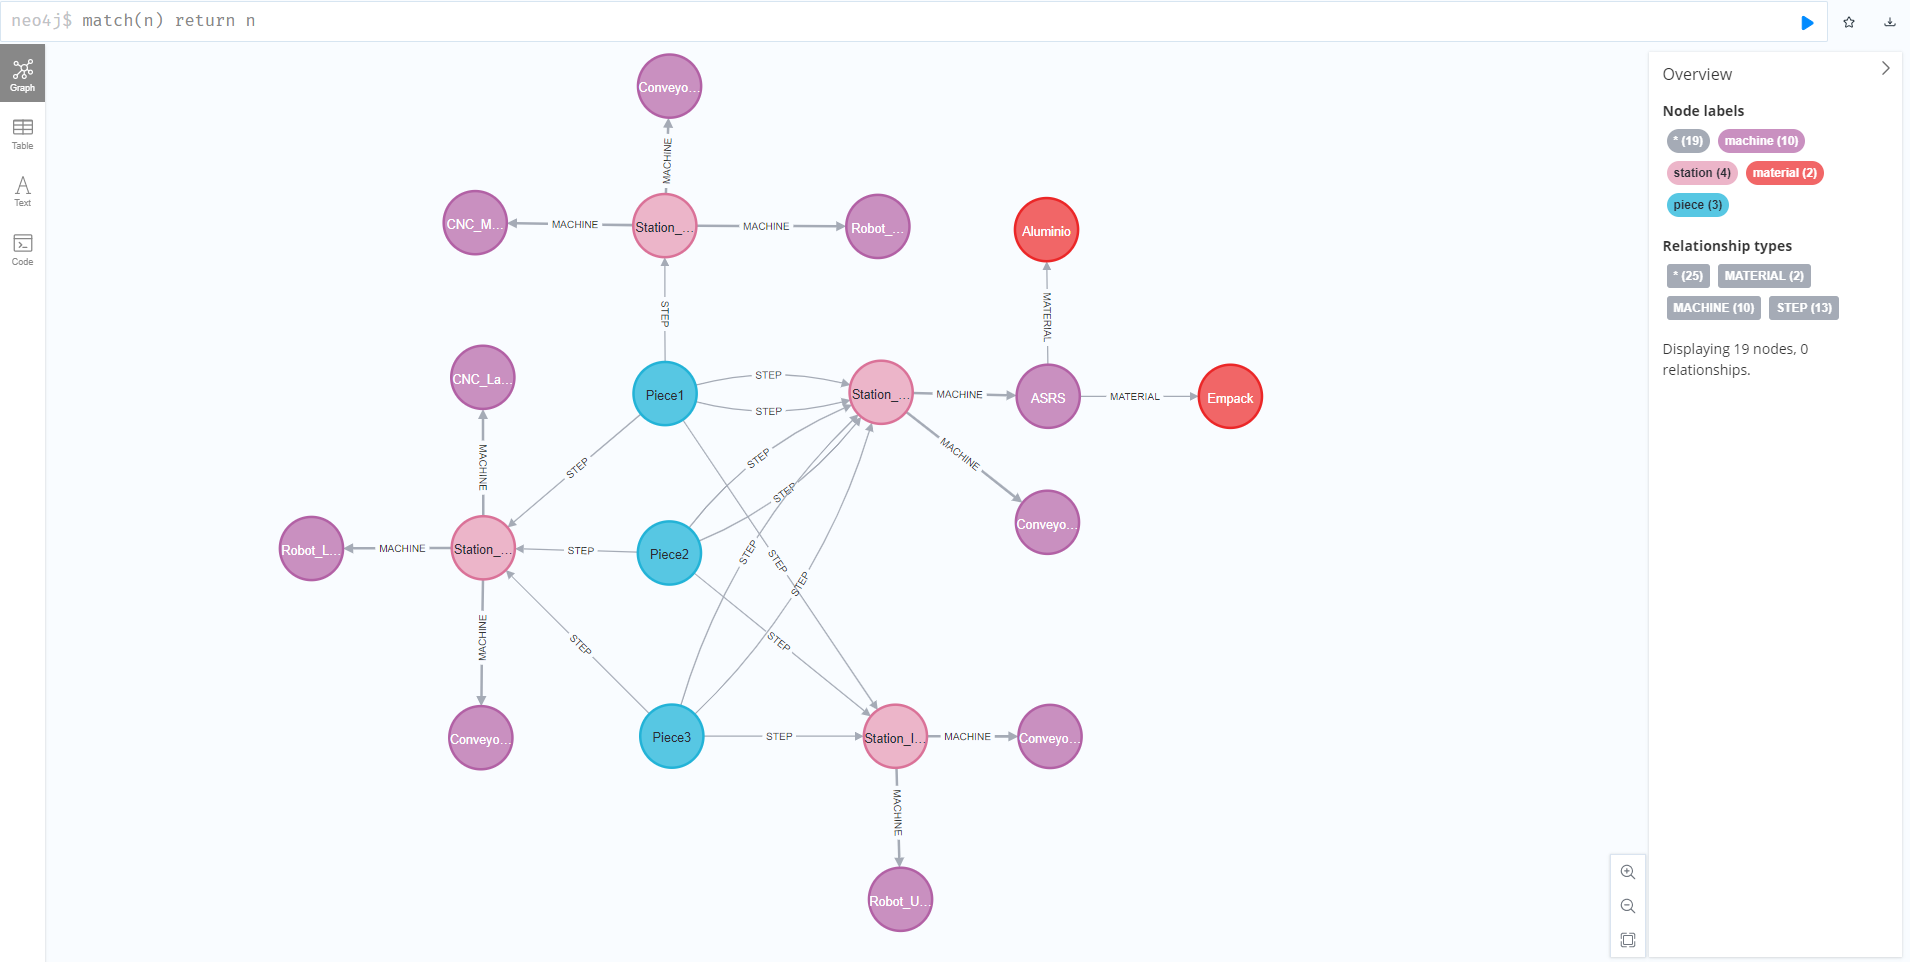 neo4j$ match(n) return n
Graph
Table
Text
Code
Conveyo...
MACHINE
CNC_M...
MACHINE
Station_...
MACHINE
Robot_...
STEP
Aluminio
MATERIAL
CNC_La...
Piece1
STEP
STEP
Station_...
MACHINE
ASRS
MATERIAL
Empack
MACHINE
STEP
STEP
MACHINE
STEP
Conveyo...
Robot_L...
MACHINE
Station_...
STEP
Piece2
STEP
STEP
STEP
MACHINE
STEP
STEP
Conveyo...
Piece3
STEP
Station_I...
MACHINE
Conveyo...
MACHINE
Robot_U...
Overview
Node labels
* (19) machine (10)
station (4) material (2)
piece (3)
Relationship types
* (25) MATERIAL (2)
MACHINE (10) STEP (13)
Displaying 19 nodes, 0
relationships.